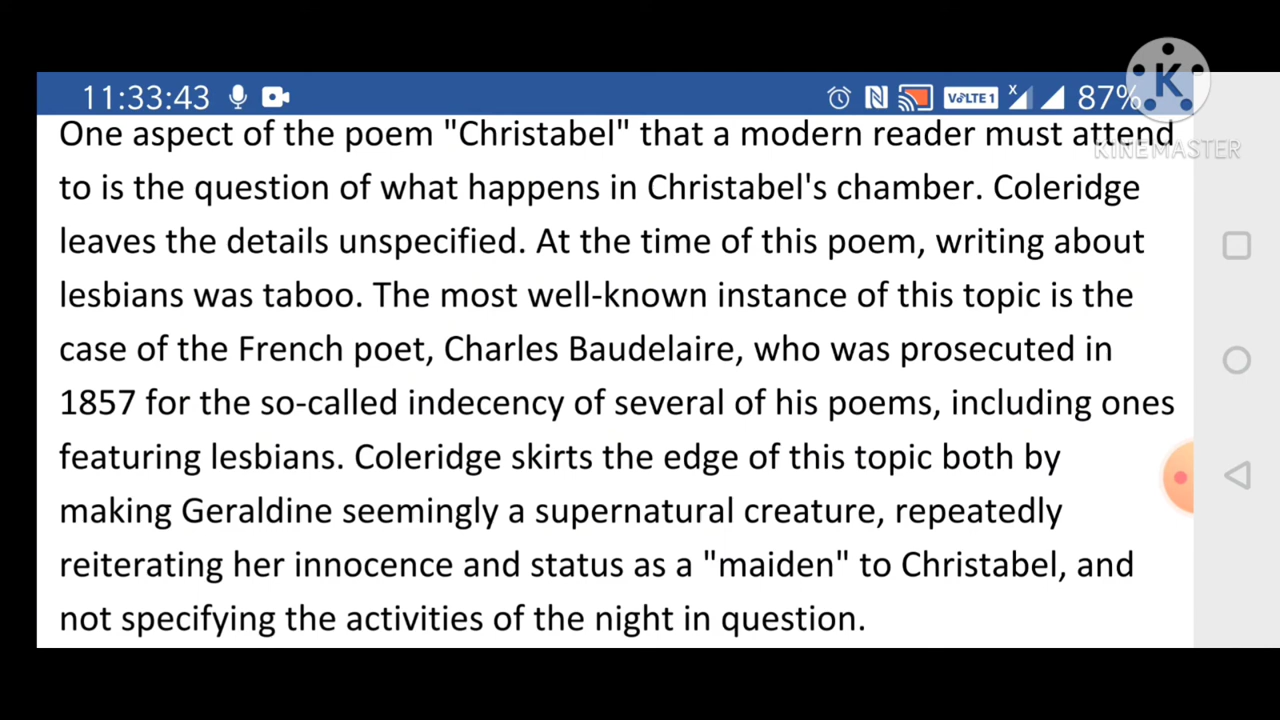 11:33:43 VoLTE1 X 87%
K
KINEMASTER
One aspect of the poem "Christabel" that a modern reader must attend
to is the question of what happens in Christabel's chamber. Coleridge
leaves the details unspecified. At the time of this poem, writing about
lesbians was taboo. The most well-known instance of this topic is the
case of the French poet, Charles Baudelaire, who was prosecuted in
1857 for the so-called indecency of several of his poems, including ones
featuring lesbians. Coleridge skirts the edge of this topic both by
making Geraldine seemingly a supernatural creature, repeatedly
reiterating her innocence and status as a "maiden" to Christabel, and
not specifying the activities of the night in question.